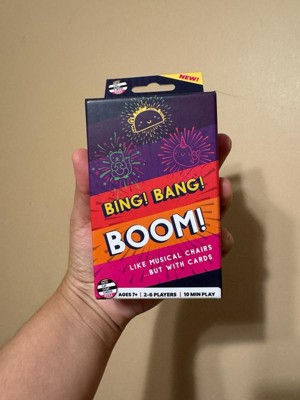 NEW!
BING! BANG!
BOOM!
LIKE MUSICAL CHAIRS
...BUT WITH CARDS
AGES 7+ | 2-6 PLAYERS | 10 MIN PLAY